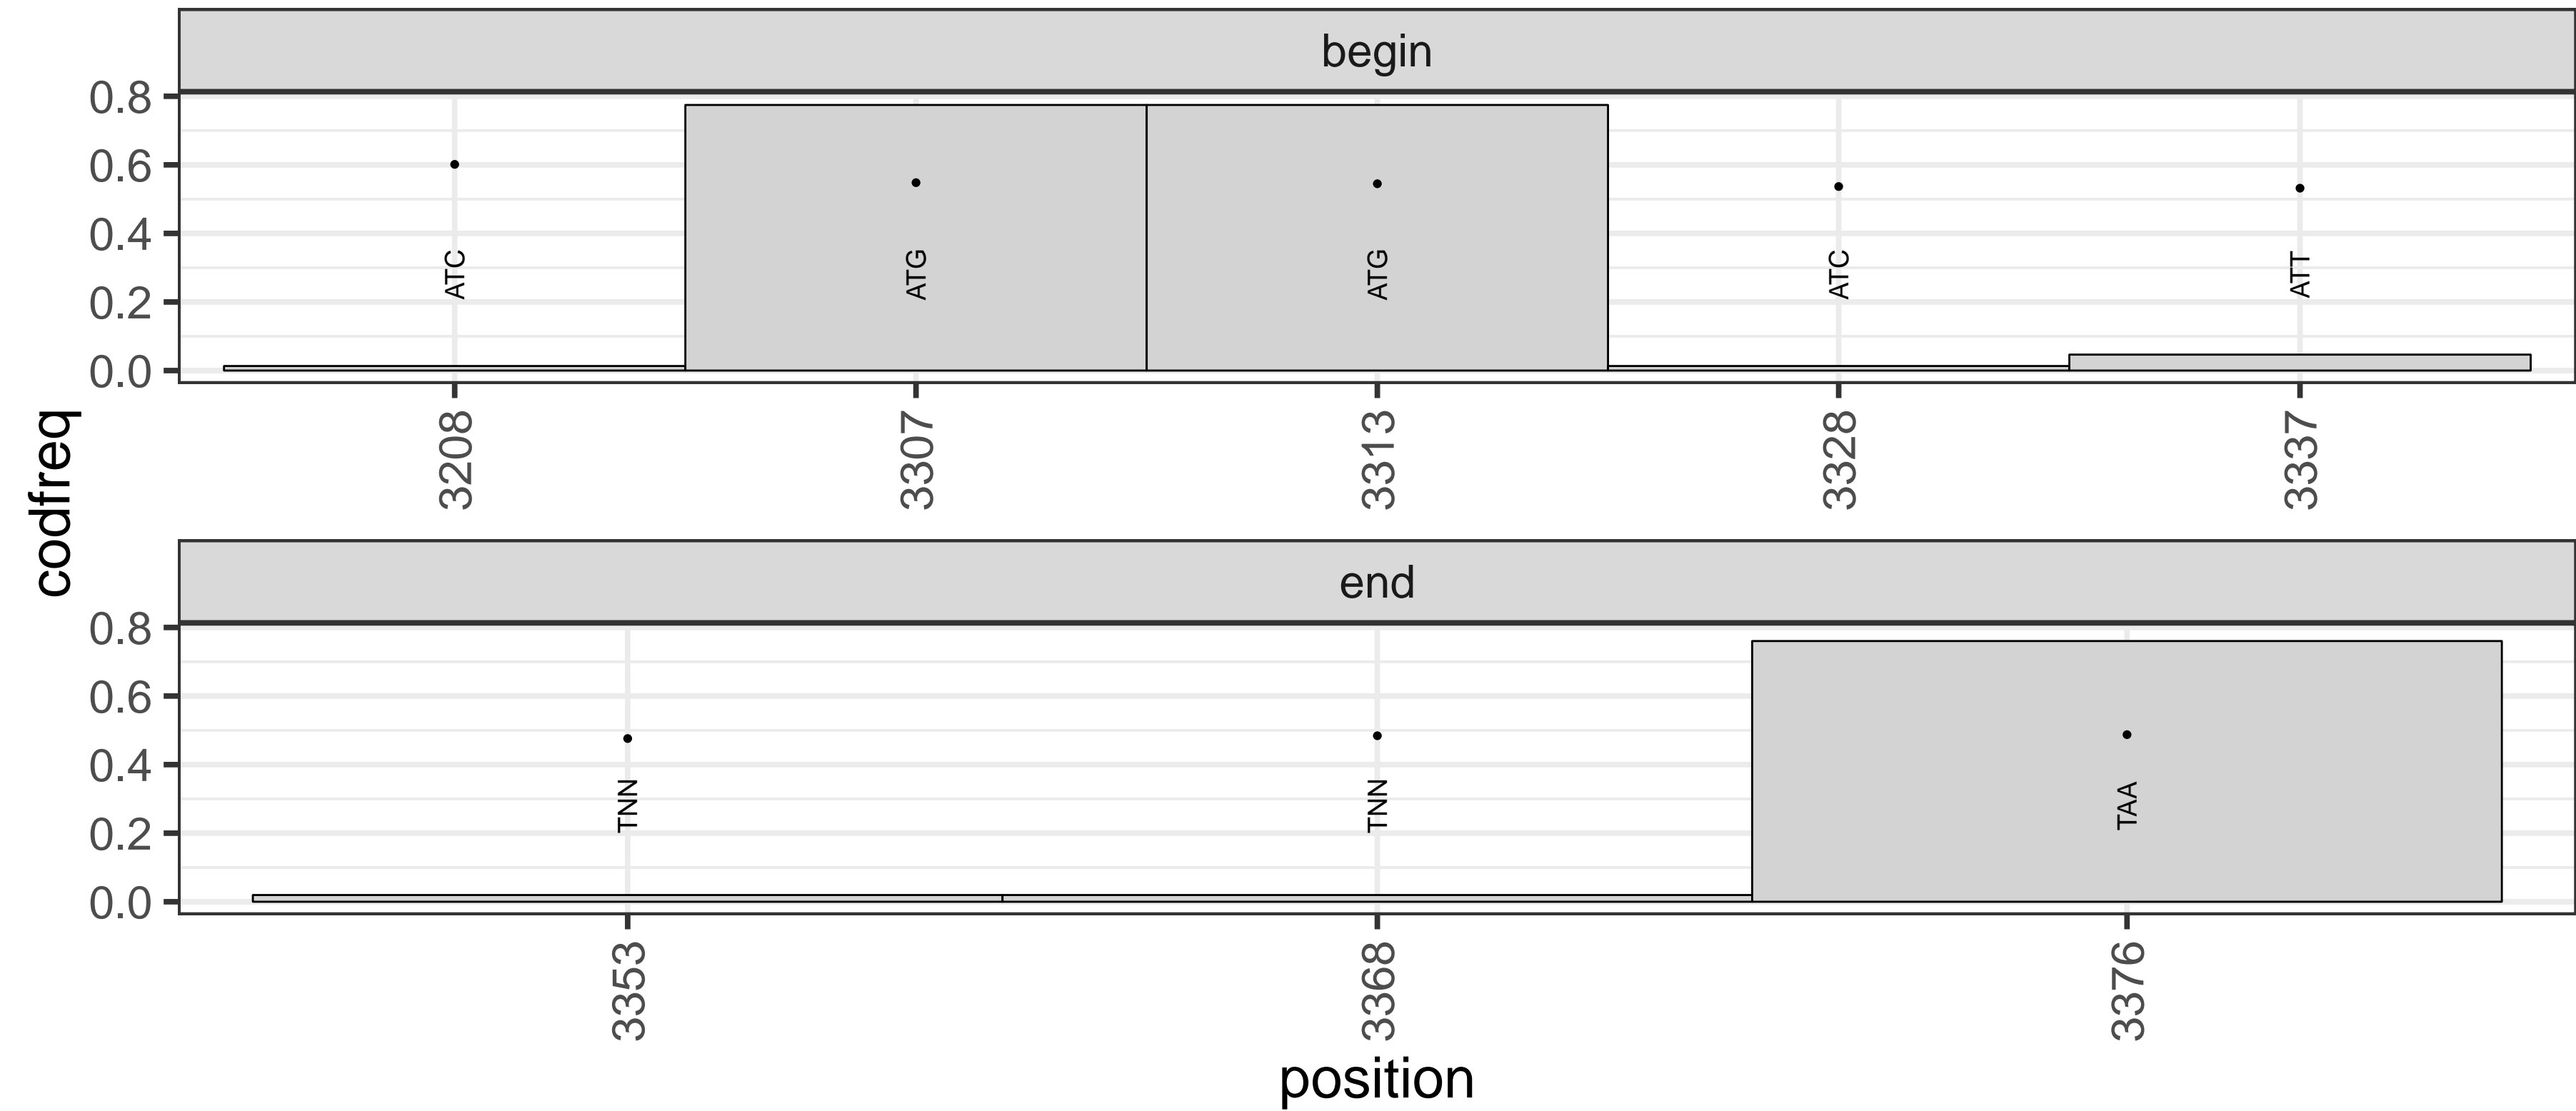 begin
0.8
0.6
0.4
0.2
0.0
ATC
ATG
ATG
ATC
ATT
3208
3307
3313
3328
3337
codfreq
end
0.8
0.6
0.4
0.2
0.0
TNN
TNN
TAA
3353
3368
3376
position